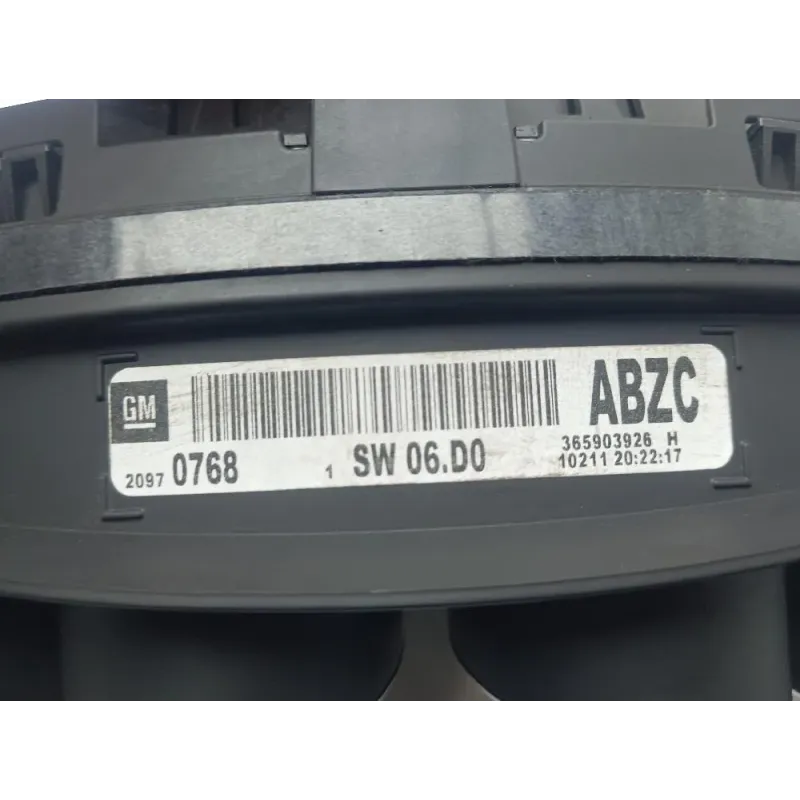 GM
ABZC
2097 0768 1 SW 06.D0
365903926 H
10211 20:22:17